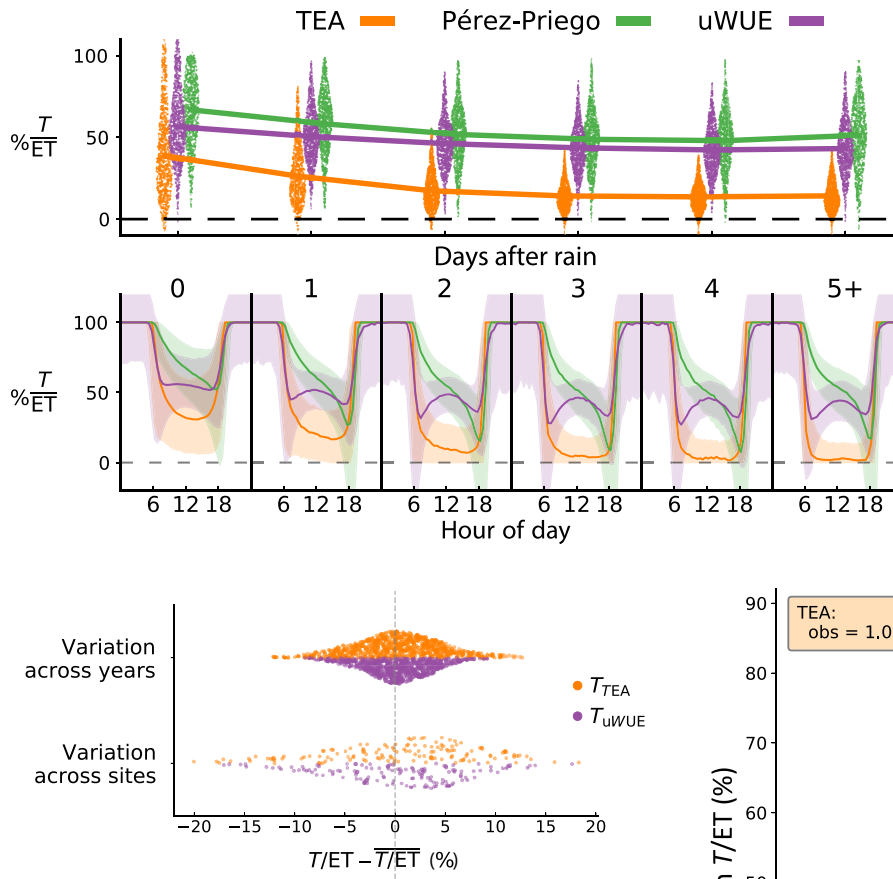 TEA Pérez-Priego uWUE
100
% T/ET
50
0
Days after rain
0 1 2 3 4 5+
100
% T/ET
50
0
6 12 18 6 12 18 6 12 18 6 12 18 6 12 18 6 12 18
Hour of day
Variation
across years
Variation
across sites
T_TEA
T_uWUE
−20 −15 −10 −5 0 5 10 15 20
T/ET − T/ET (%)
90
80
70
60
50
T/ET (%)
TEA:
obs = 1.0